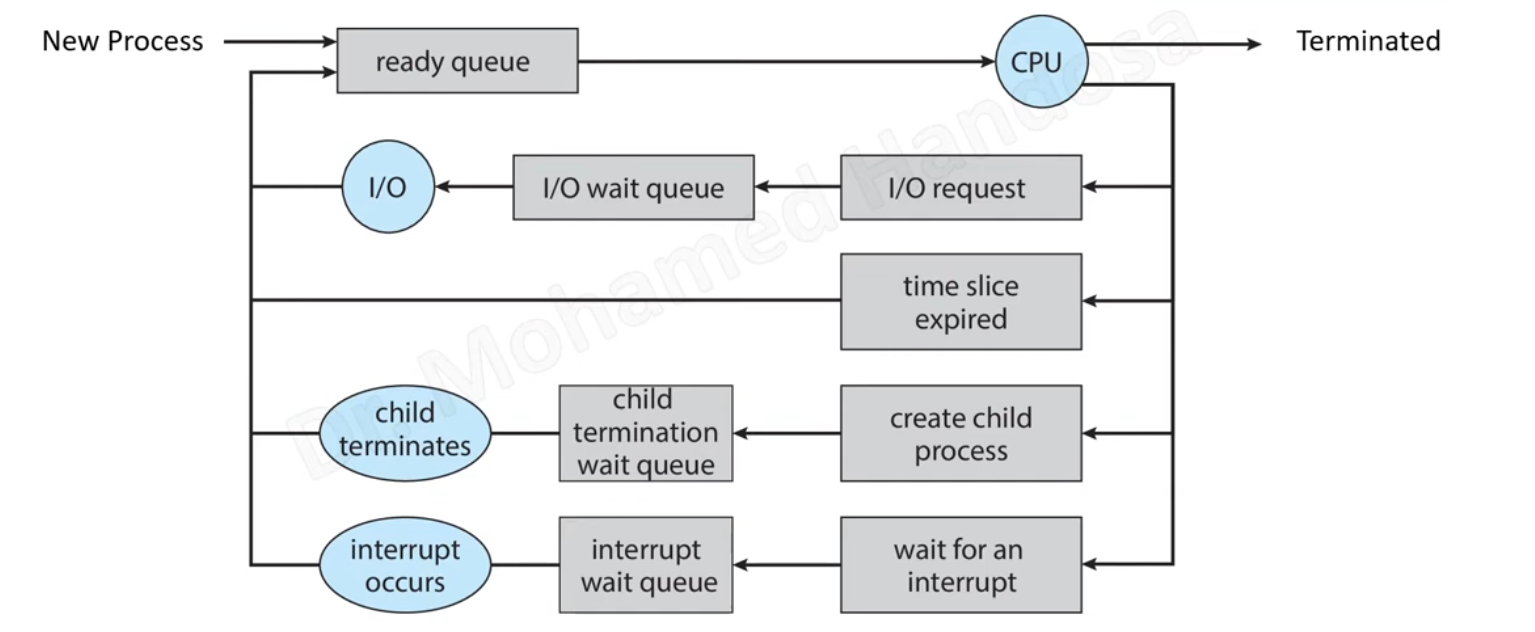 New Process
ready queue
CPU
Terminated
I/O
I/O wait queue
I/O request
time slice
expired
child
terminates
child
termination
wait queue
create child
process
interrupt
occurs
interrupt
wait queue
wait for an
interrupt
Dr. Mohamed Handosa